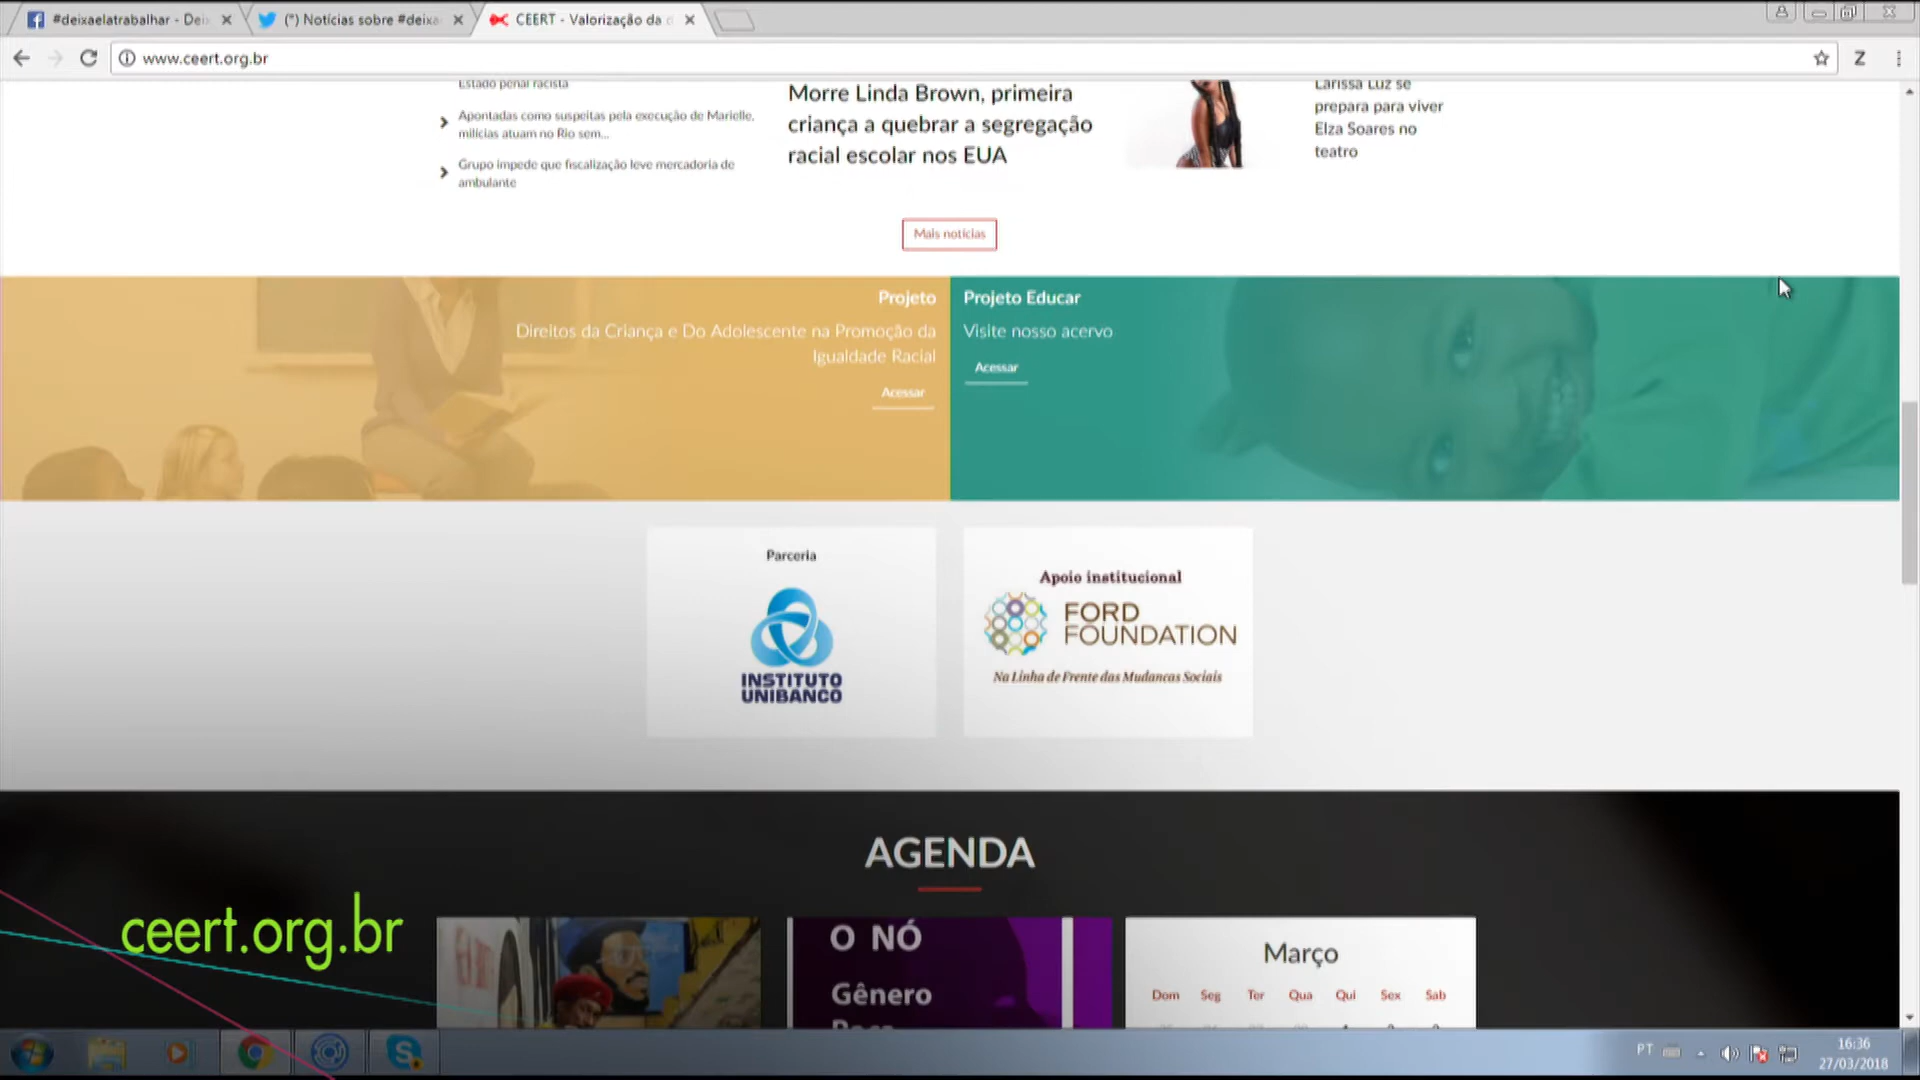 #deixaelatrabalhar - Dei
(*) Notícias sobre #deixa
CEERT - Valorização da d
www.ceert.org.br
Estado penal racista
Apontadas como suspeitas pela execução de Marielle,
milícias atuam no Rio sem...
Grupo impede que fiscalização leve mercadoria de
ambulante
Morre Linda Brown, primeira
criança a quebrar a segregação
racial escolar nos EUA
Larissa Luz se
prepara para viver
Elza Soares no
teatro
Mais notícias
Projeto
Direitos da Criança e Do Adolescente na Promoção da
Igualdade Racial
Acessar
Projeto Educar
Visite nosso acervo
Acessar
Parceria
INSTITUTO
UNIBANCO
Apoio institucional
FORD
FOUNDATION
Na Linha de Frente das Mudancas Sociais
AGENDA
ceert.org.br
O NÓ
Gênero
Março
Dom Seg Ter Qua Qui Sex Sab
PT
16:36
27/03/2018